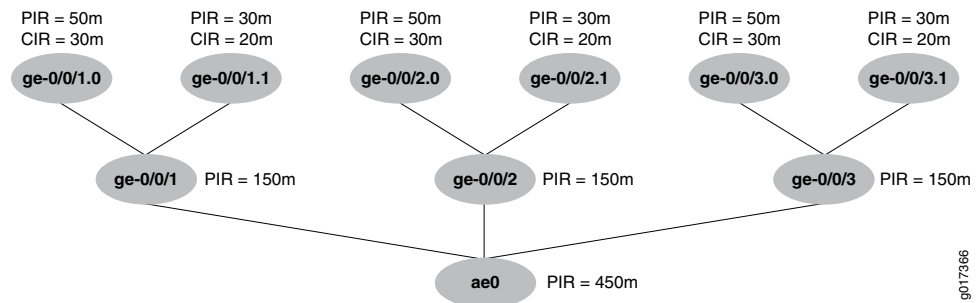 PIR = 50m
CIR = 30m
PIR = 30m
CIR = 20m
PIR = 50m
CIR = 30m
PIR = 30m
CIR = 20m
PIR = 50m
CIR = 30m
PIR = 30m
CIR = 20m
ge-0/0/1.0
ge-0/0/1.1
ge-0/0/2.0
ge-0/0/2.1
ge-0/0/3.0
ge-0/0/3.1
ge-0/0/1
PIR = 150m
ge-0/0/2
PIR = 150m
ge-0/0/3
PIR = 150m
ae0
PIR = 450m
g017366